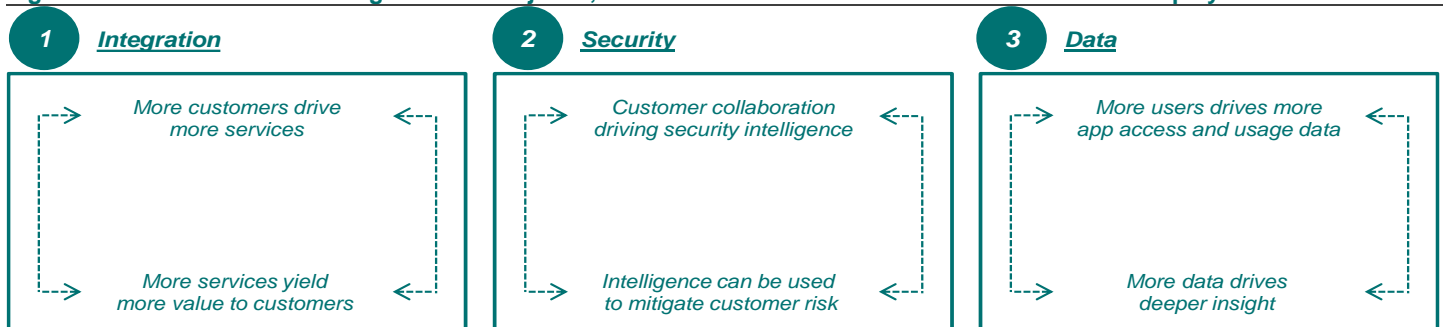 1 Integration
More customers drive
more services
More services yield
more value to customers
2 Security
Customer collaboration
driving security intelligence
Intelligence can be used
to mitigate customer risk
3 Data
More users drives more
app access and usage data
More data drives
deeper insight